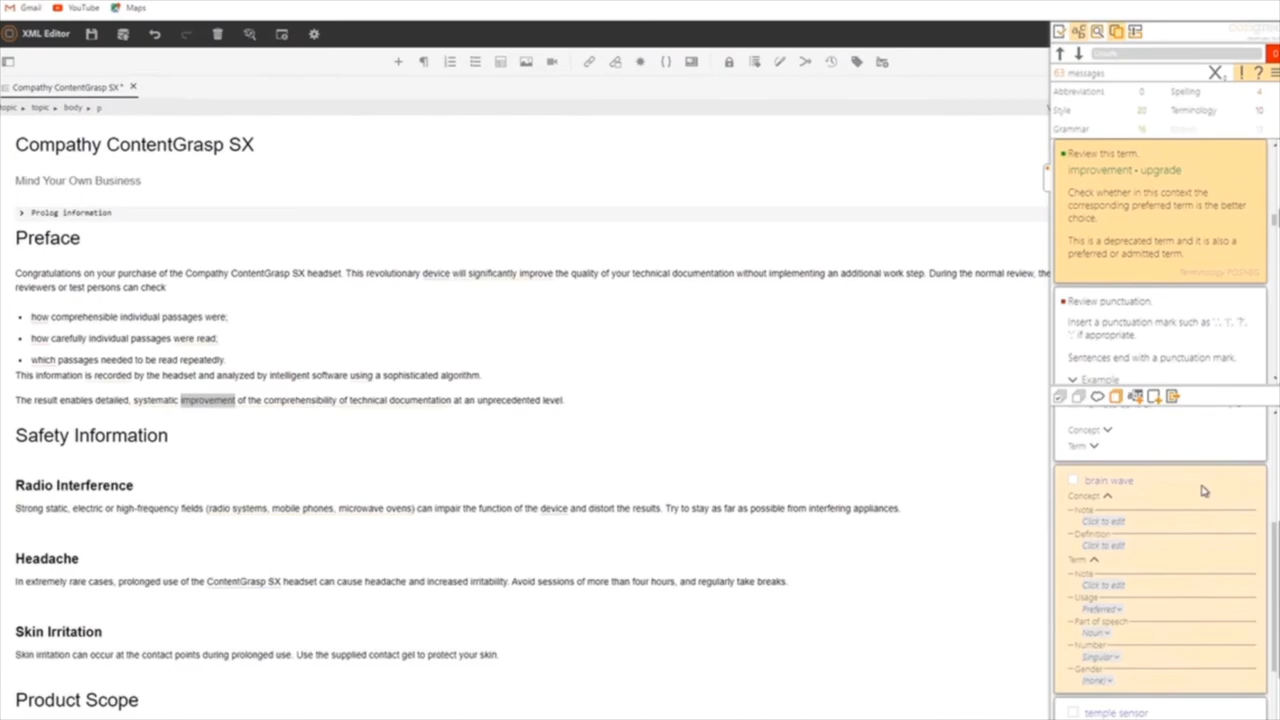 Gmail YouTube Maps
XML Editor
Compathy ContentGrasp SX*
topic body p
Compathy ContentGrasp SX
Mind Your Own Business
Prolog information
Preface
Congratulations on your purchase of the Compathy ContentGrasp SX headset. This revolutionary device will significantly improve the quality of your technical documentation without implementing an additional work step. During the normal review, the
reviewers or test persons can check
how comprehensible individual passages were;
how carefully individual passages were read;
which passages needed to be read repeatedly.
This information is recorded by the headset and analyzed by intelligent software using a sophisticated algorithm.
The result enables detailed, systematic improvement of the comprehensibility of technical documentation at an unprecedented level.
Safety Information
Radio Interference
Strong static, electric or high-frequency fields (radio systems, mobile phones, microwave ovens) can impair the function of the device and distort the results. Try to stay as far as possible from interfering appliances.
Headache
In extremely rare cases, prolonged use of the ContentGrasp SX headset can cause headache and increased irritability. Avoid sessions of more than four hours, and regularly take breaks.
Skin Irritation
Skin irritation can occur at the contact points during prolonged use. Use the supplied contact gel to protect your skin.
Product Scope
messages
Abbreviations 0 Spelling 4
Style 20 Terminology 10
Grammar 16
Review this term.
improvement - upgrade
Check whether in this context the
corresponding preferred term is the better
choice.
This is a deprecated term and it is also a
preferred or admitted term.
Terminology POSNEG
Review punctuation.
Insert a punctuation mark such as
if appropriate.
Sentences end with a punctuation mark.
Example
Concept
Term
brain wave
Concept
Note
Click to edit
Definition
Click to edit
Term
Note
Click to edit
Usage
Preferred
Part of speech
Noun
Number
Singular
Gender
(none)
temple sensor